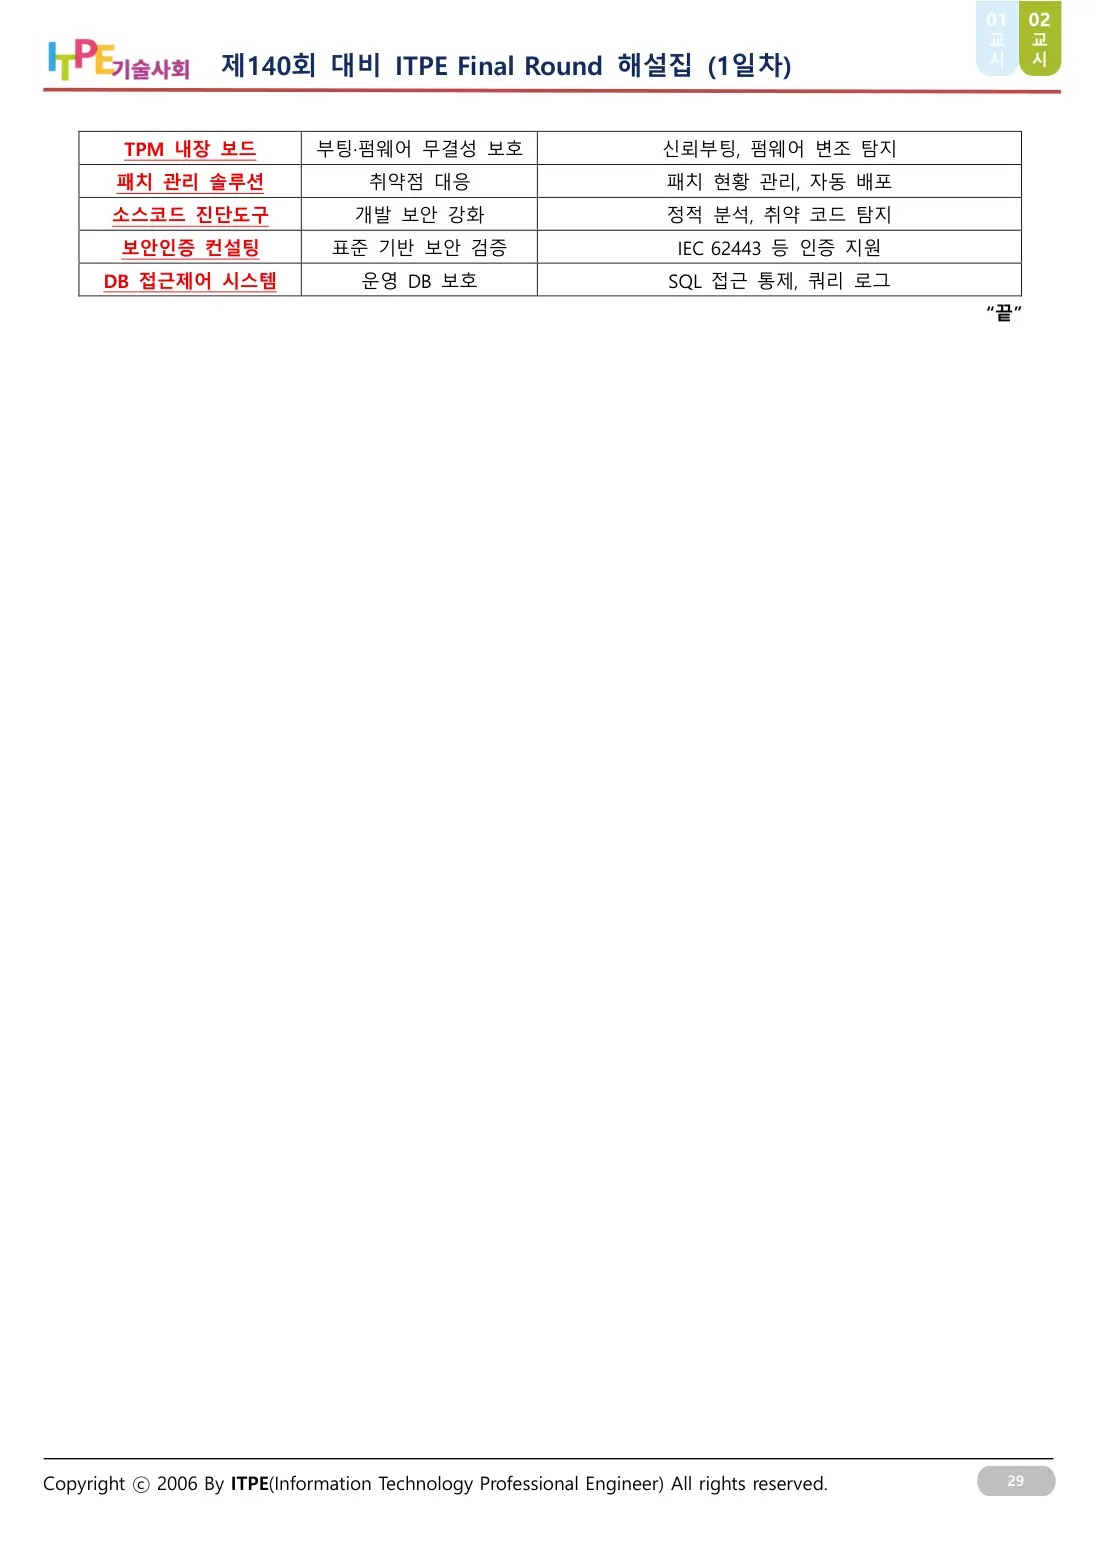 ITPE기술사회 제140회 대비 ITPE Final Round 해설집 (1일차)
01 교시
02 교시
TPM 내장 보드 부팅·펌웨어 무결성 보호 신뢰부팅, 펌웨어 변조 탐지
패치 관리 솔루션 취약점 대응 패치 현황 관리, 자동 배포
소스코드 진단도구 개발 보안 강화 정적 분석, 취약 코드 탐지
보안인증 컨설팅 표준 기반 보안 검증 IEC 62443 등 인증 지원
DB 접근제어 시스템 운영 DB 보호 SQL 접근 통제, 쿼리 로그
“끝”
Copyright ⓒ 2006 By ITPE(Information Technology Professional Engineer) All rights reserved. 29